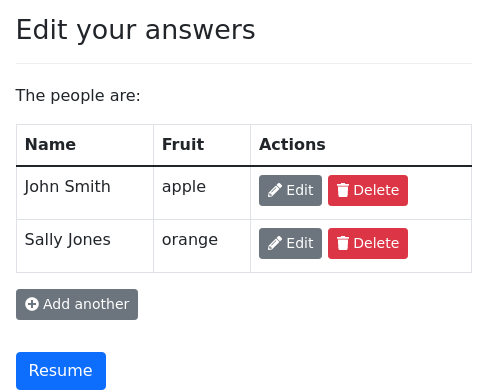 Edit your answers
The people are:
Name Fruit Actions
John Smith apple Edit Delete
Sally Jones orange Edit Delete
Add another
Resume